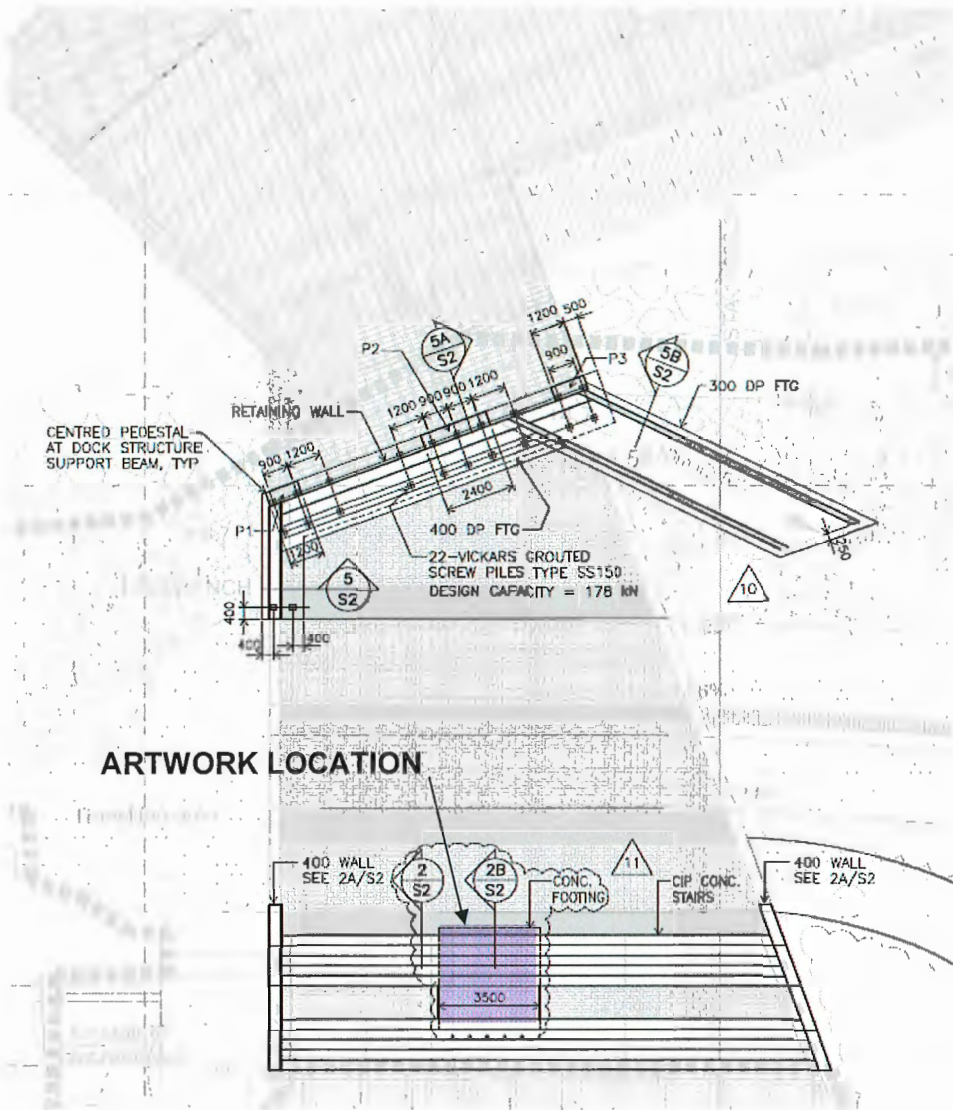 1200 500
5A
S2
P2
900
P3
5B
S2
300 DP FTG
1200 900 900 1200
RETAINING WALL
CENTRED PEDESTAL
AT DOCK STRUCTURE
SUPPORT BEAM, TYP
900 1200
2400
400 DP FTG
P1
1200
22-VICKARS GROUTED
SCREW PILES TYPE SS150
DESIGN CAPACITY = 178 kN
250
5
S2
10
400
400
400
ARTWORK LOCATION
400 WALL
SEE 2A/S2
2
S2
2B
S2
CONC.
FOOTING
11
CIP CONC.
STAIRS
400 WALL
SEE 2A/S2
3500